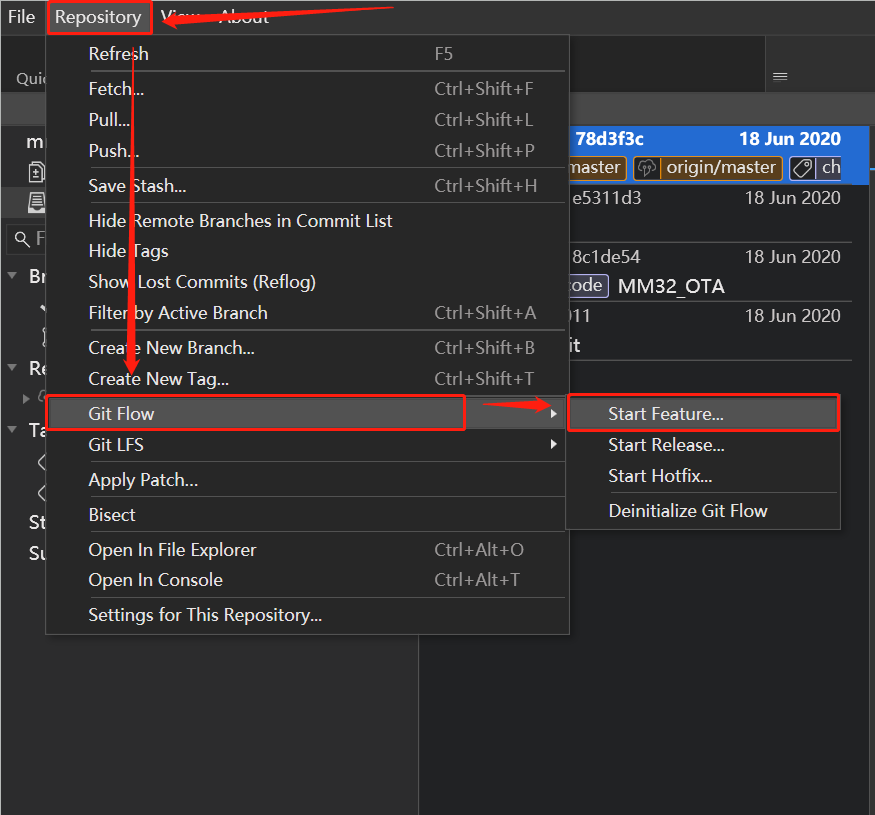 File Repository View About
Refresh F5
Fetch... Ctrl+Shift+F
Pull... Ctrl+Shift+L
Push... Ctrl+Shift+P
Save Stash... Ctrl+Shift+H
Hide Remote Branches in Commit List
Hide Tags
Show Lost Commits (Reflog)
Filter by Active Branch Ctrl+Shift+A
Create New Branch... Ctrl+Shift+B
Create New Tag... Ctrl+Shift+T
Git Flow
Git LFS
Apply Patch...
Bisect
Open In File Explorer Ctrl+Alt+O
Open In Console Ctrl+Alt+T
Settings for This Repository...
Start Feature...
Start Release...
Start Hotfix...
Deinitialize Git Flow
78d3f3c 18 Jun 2020
master origin/master ch
e5311d3 18 Jun 2020
8c1de54 18 Jun 2020
code MM32_OTA
11 18 Jun 2020
it
Quic
m
F
Br
Re
Ta
St
Su